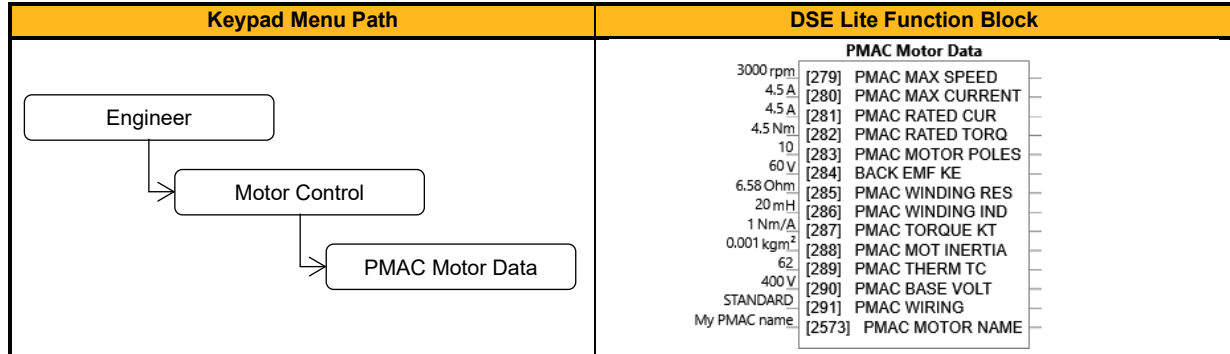 Keypad Menu Path
DSE Lite Function Block
Engineer
Motor Control
PMAC Motor Data
PMAC Motor Data
3000 rpm [279] PMAC MAX SPEED
4.5 A [280] PMAC MAX CURRENT
4.5 A [281] PMAC RATED CUR
4.5 Nm [282] PMAC RATED TORQ
10 [283] PMAC MOTOR POLES
60 V [284] BACK EMF KE
6.58 Ohm [285] PMAC WINDING RES
20 mH [286] PMAC WINDING IND
1 Nm/A [287] PMAC TORQUE KT
0.001 kgm² [288] PMAC MOT INERTIA
62 [289] PMAC THERM TC
400 V [290] PMAC BASE VOLT
STANDARD [291] PMAC WIRING
My PMAC name [2573] PMAC MOTOR NAME